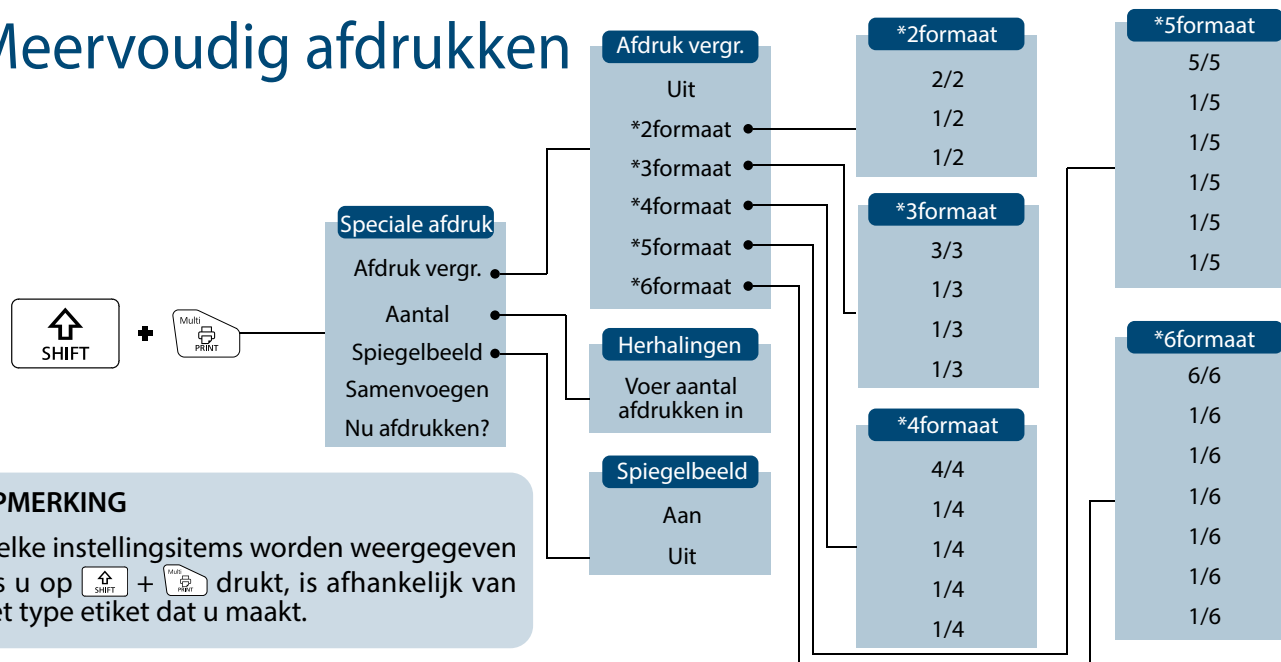 Meervoudig afdrukken
SHIFT
+
Multi
PRINT
Speciale afdruk
Afdruk vergr.
Aantal
Spiegelbeeld
Samenvoegen
Nu afdrukken?
Afdruk vergr.
Uit
*2formaat
*3formaat
*4formaat
*5formaat
*6formaat
Herhalingen
Voer aantal
afdrukken in
Spiegelbeeld
Aan
Uit
*2formaat
2/2
1/2
1/2
*3formaat
3/3
1/3
1/3
1/3
*4formaat
4/4
1/4
1/4
1/4
1/4
*5formaat
5/5
1/5
1/5
1/5
1/5
1/5
*6formaat
6/6
1/6
1/6
1/6
1/6
1/6
1/6
PMERKING
elke instellingsitems worden weergegeven
s u op SHIFT + Multi PRINT drukt, is afhankelijk van
et type etiket dat u maakt.